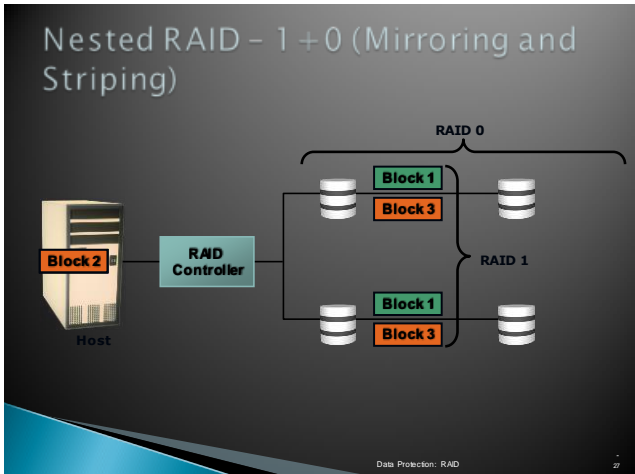 Nested RAID – 1+0 (Mirroring and
Striping)
RAID 0
Block 1
Block 3
Block 2
RAID
Controller
RAID 1
Block 1
Block 3
Host
Data Protection: RAID
-
27